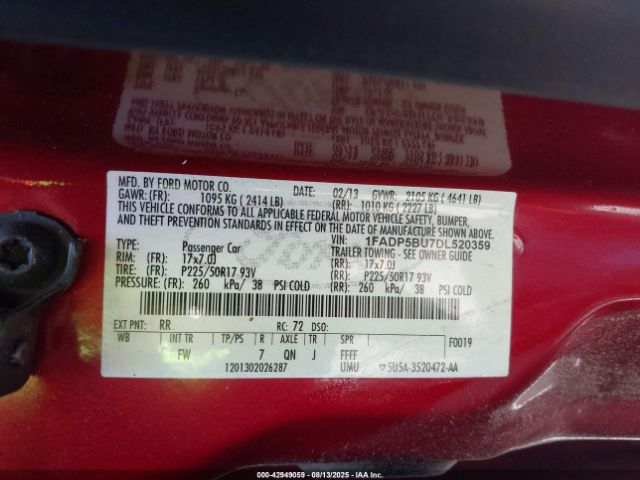 MFD. BY FORD MOTOR CO.
DATE: 02/13 GVWR: 2105 KG ( 4641 LB)
GAWR: (FR): 1095 KG ( 2414 LB) (RR): 1010 KG ( 2227 LB)
THIS VEHICLE CONFORMS TO ALL APPLICABLE FEDERAL MOTOR VEHICLE SAFETY, BUMPER,
AND THEFT PREVENTION STANDARDS IN EFFECT ON THE DATE OF MANUFACTURE SHOWN ABOVE.
VIN: 1FADP5BU7DL520359
TYPE: Passenger Car TRAILER TOWING - SEE OWNER GUIDE
RIM: (FR): 17x7.0J (RR): 17x7.0J
TIRE: (FR): P225/50R17 93V (RR): P225/50R17 93V
PRESSURE: (FR): 260 kPa/ 38 PSI COLD (RR): 260 kPa/ 38 PSI COLD
EXT PNT: RR RC: 72 DSO: F0019
WB INT TR TP/PS R AXLE TR
FW 7 QN J FFFF
1201302026287 UMU ▽5U5A-3520472-AA
000-42949059 - 08/13/2025 - IAA Inc.